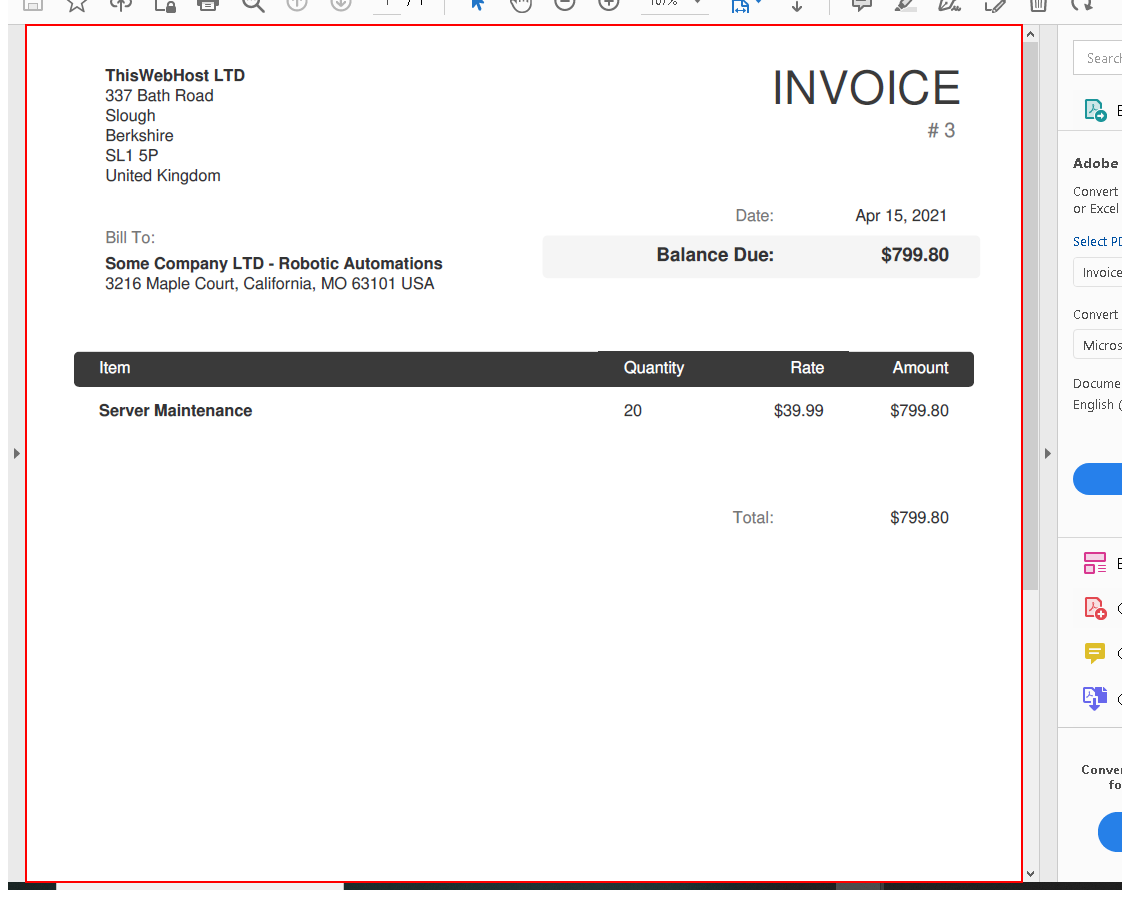 107%
ThisWebHost LTD
337 Bath Road
Slough
Berkshire
SL1 5P
United Kingdom
INVOICE
# 3
Date: Apr 15, 2021
Balance Due: $799.80
Bill To:
Some Company LTD - Robotic Automations
3216 Maple Court, California, MO 63101 USA
Item Quantity Rate Amount
Server Maintenance 20 $39.99 $799.80
Total: $799.80
Search
Adobe
Convert
or Excel
Select PD
Invoice
Convert
Micros
Docume
English (
Conver
fo